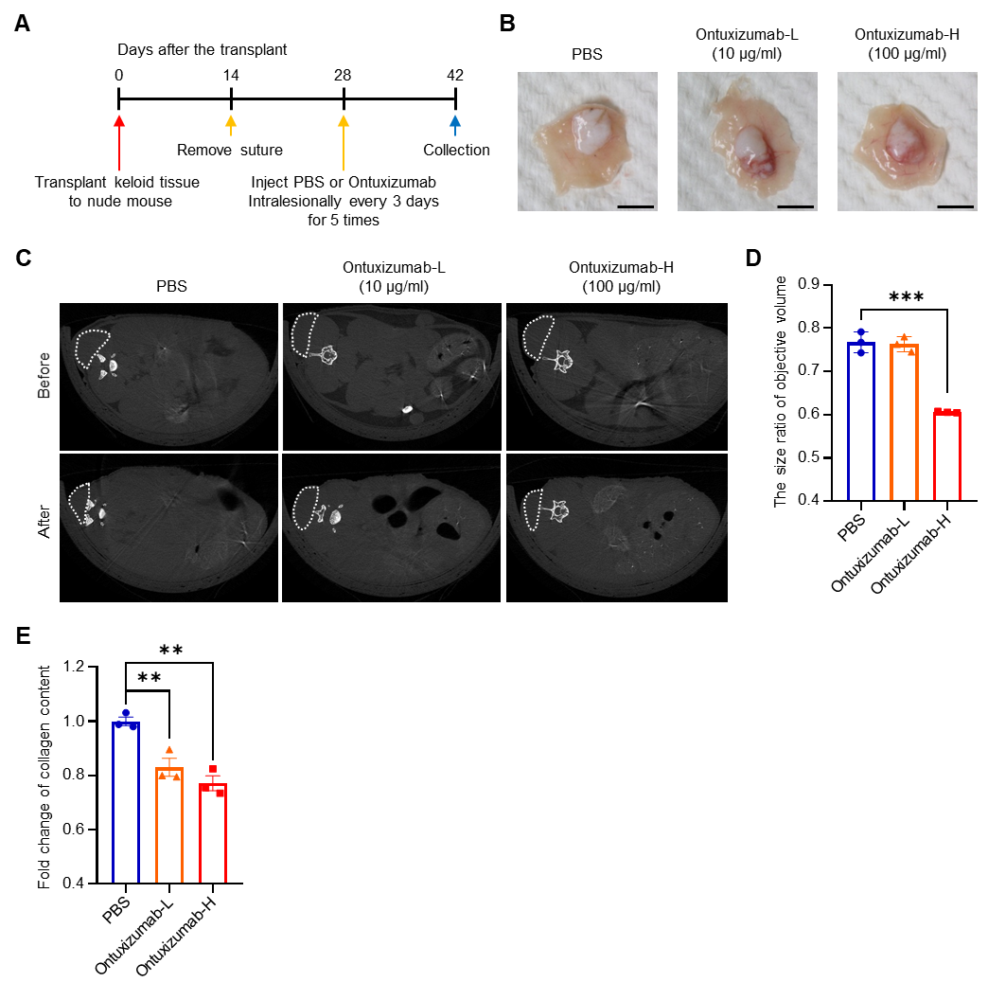 A
Days after the transplant
0 14 28 42
Remove suture
Collection
Transplant keloid tissue
to nude mouse
Inject PBS or Ontuxizumab
Intralesionally every 3 days
for 5 times
B
PBS
Ontuxizumab-L
(10 μg/ml)
Ontuxizumab-H
(100 μg/ml)
C
PBS
Ontuxizumab-L
(10 μg/ml)
Ontuxizumab-H
(100 μg/ml)
Before
After
D
The size ratio of objective volume
0.9
0.8
0.7
0.6
0.5
0.4
***
PBS
Ontuxizumab-L
Ontuxizumab-H
E
Fold change of collagen content
1.2
1.0
0.8
0.6
0.4
**
**
PBS
Ontuxizumab-L
Ontuxizumab-H